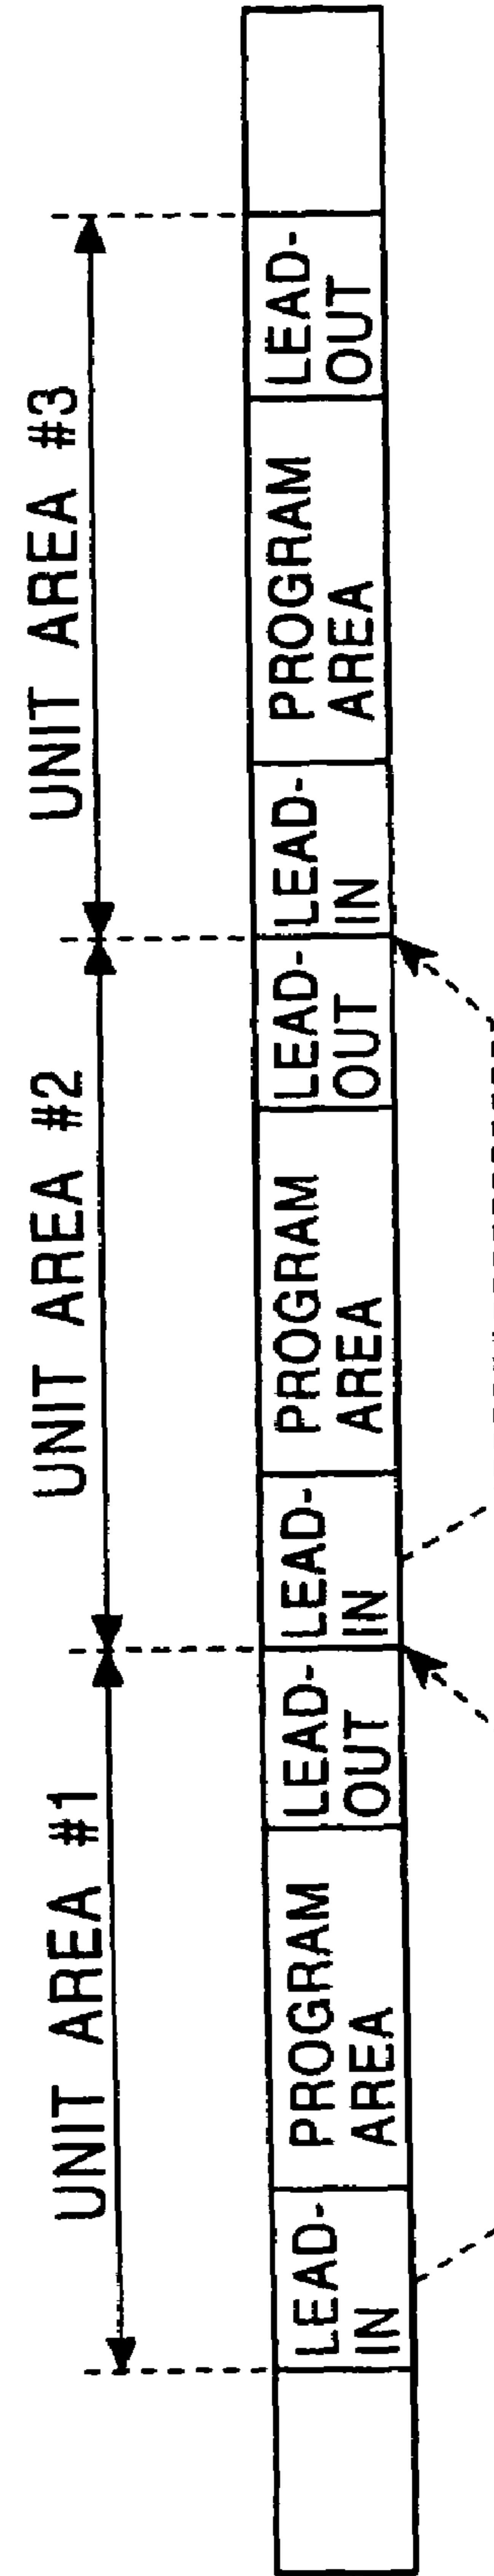 UNIT AREA #1
UNIT AREA #2
UNIT AREA #3
LEAD-
IN
PROGRAM
AREA
LEAD-
OUT
LEAD-
IN
PROGRAM
AREA
LEAD-
OUT
LEAD-
IN
PROGRAM
AREA
LEAD-
OUT